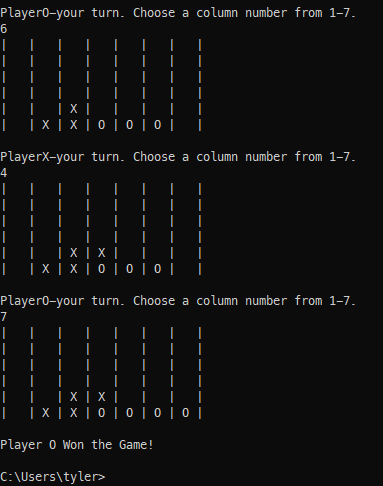 PlayerO—your turn. Choose a column number from 1—7.
6
|   |   |   |   |   |   |   |
|   |   |   |   |   |   |   |
|   |   |   |   |   |   |   |
|   |   |   |   |   |   |   |
|   |   | X |   |   |   |   |
|   | X | X | O | O | O |   |
PlayerX—your turn. Choose a column number from 1—7.
4
|   |   |   |   |   |   |   |
|   |   |   |   |   |   |   |
|   |   |   |   |   |   |   |
|   |   |   |   |   |   |   |
|   |   | X | X |   |   |   |
|   | X | X | O | O | O |   |
PlayerO—your turn. Choose a column number from 1—7.
7
|   |   |   |   |   |   |   |
|   |   |   |   |   |   |   |
|   |   |   |   |   |   |   |
|   |   |   |   |   |   |   |
|   |   | X | X |   |   |   |
|   | X | X | O | O | O | O |
Player O Won the Game!
C:\Users\tyler>